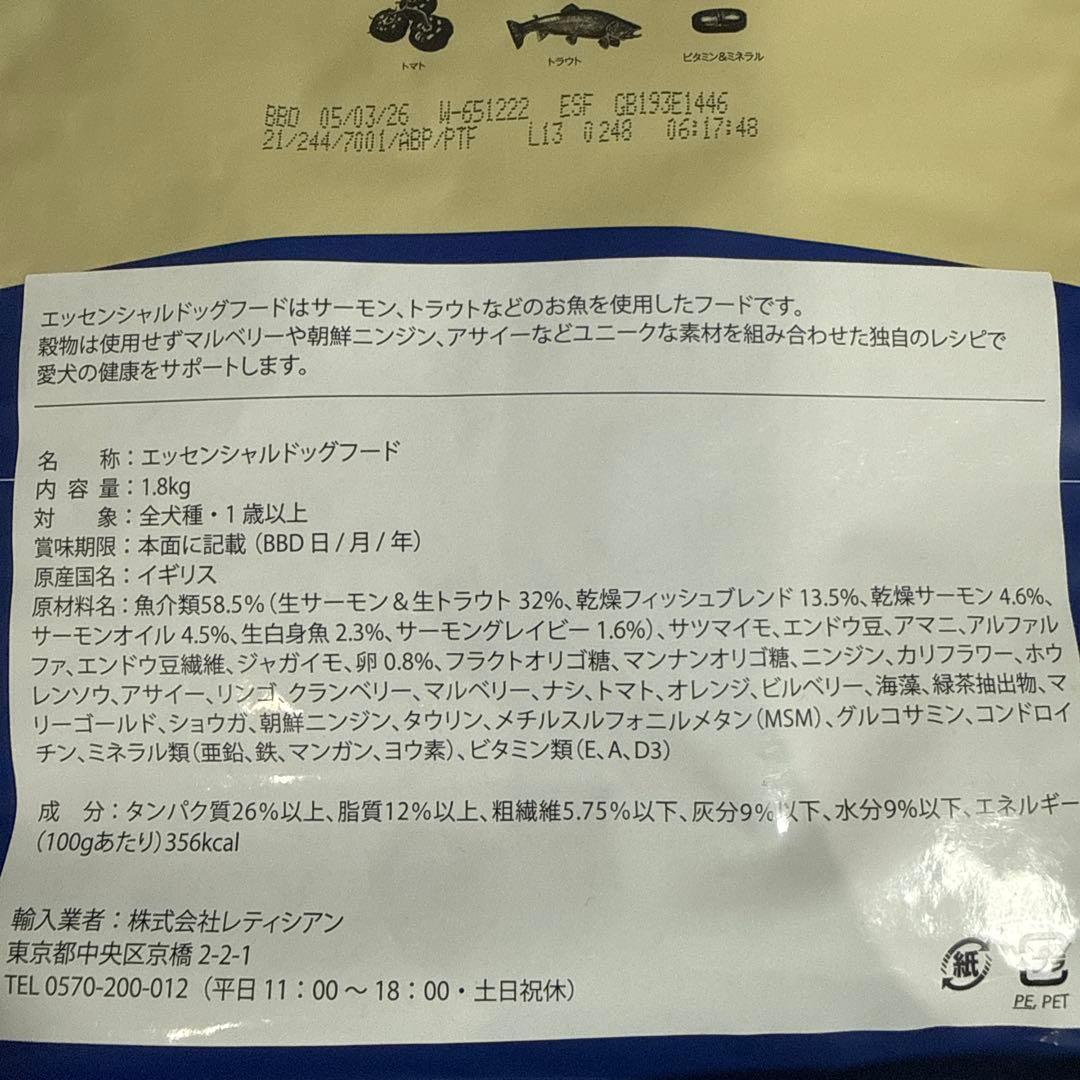 トマト
トラウト
ビタミン&ミネラル
BBD 05/03/26 W-651222 ESF GB193E1446
21/244/7001/ABP/PTF L13 0248 06:17:48
エッセンシャルドッグフードはサーモン、トラウトなどのお魚を使用したフードです。
穀物は使用せずマルベリーや朝鮮ニンジン、アサイーなどユニークな素材を組み合わせた独自のレシピで
愛犬の健康をサポートします。
名 称:エッセンシャルドッグフード
内容量:1.8kg
対 象:全犬種・1歳以上
賞味期限:本面に記載(BBD 日/月/年)
原産国名:イギリス
原材料名:魚介類58.5%(生サーモン&生トラウト 32%、乾燥フィッシュブレンド 13.5%、乾燥サーモン 4.6%、
サーモンオイル 4.5%、生白身魚 2.3%、サーモングレイビー 1.6%)、サツマイモ、エンドウ豆、アマニ、アルファル
ファ、エンドウ豆繊維、ジャガイモ、卵 0.8%、フラクトオリゴ糖、マンナンオリゴ糖、ニンジン、カリフラワー、ホウ
レンソウ、アサイー、リンゴ、クランベリー、マルベリー、ナシ、トマト、オレンジ、ビルベリー、海藻、緑茶抽出物、マ
リーゴールド、ショウガ、朝鮮ニンジン、タウリン、メチルスルフォニルメタン(MSM)、グルコサミン、コンドロイ
チン、ミネラル類(亜鉛、鉄、マンガン、ヨウ素)、ビタミン類(E、A、D3)
成 分:タンパク質26%以上、脂質12%以上、粗繊維5.75%以下、灰分9%以下、水分9%以下、エネルギー
(100gあたり)356kcal
輸入業者:株式会社レティシアン
東京都中央区京橋 2-2-1
TEL 0570-200-012(平日 11:00~18:00・土日祝休)
紙
プラ
PE, PET